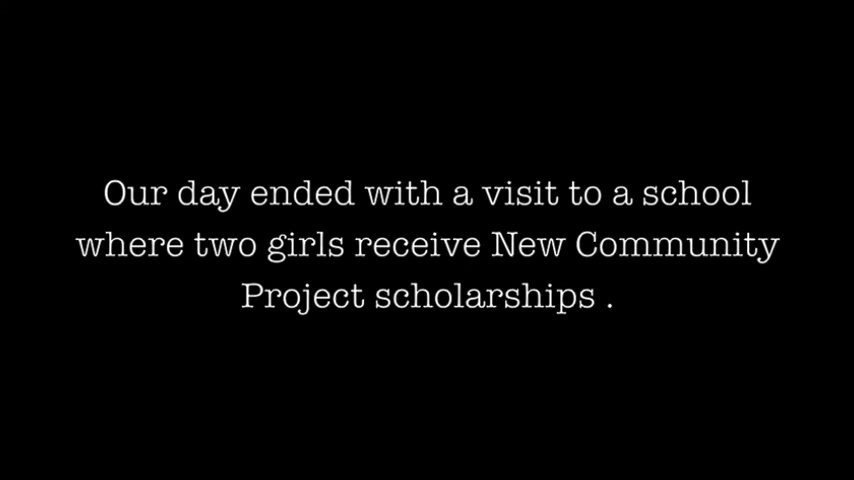 Our day ended with a visit to a school
where two girls receive New Community
Project scholarships .